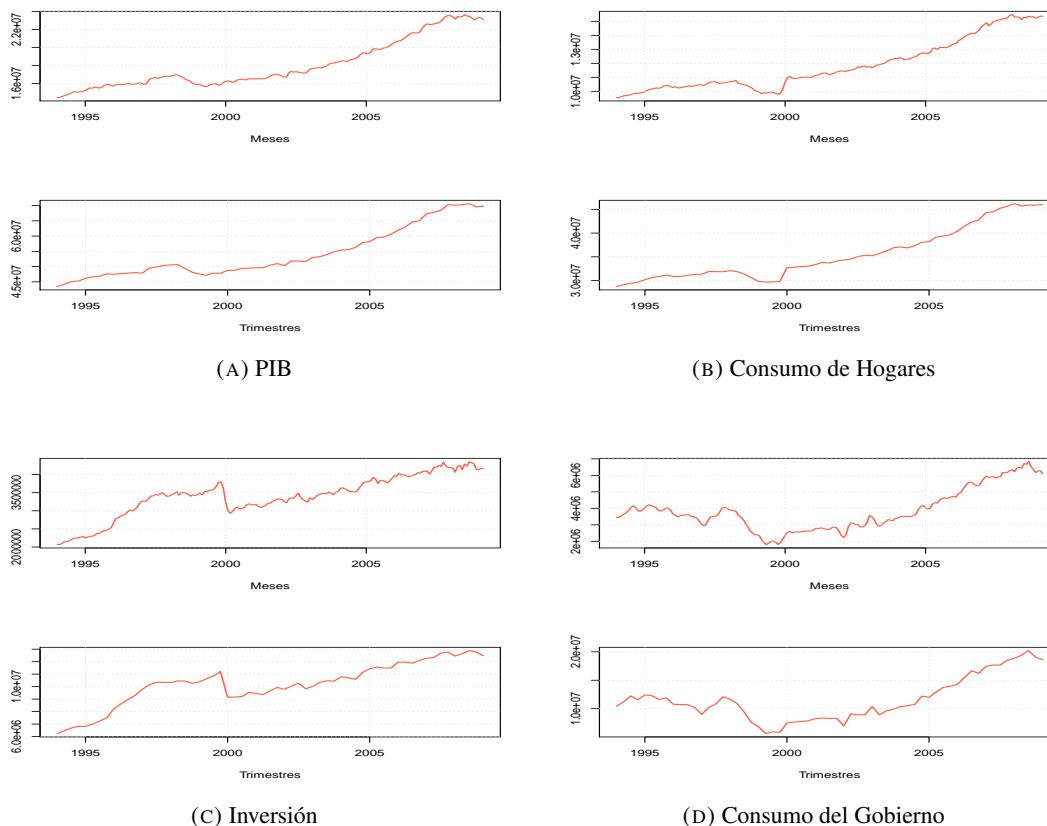 1.6e+07 2.2e+07
1995 2000 2005
Meses
4.5e+07 6.0e+07
1995 2000 2005
Trimestres
(A) PIB
1.0e+07 1.3e+07
1995 2000 2005
Meses
3.0e+07 4.0e+07
1995 2000 2005
Trimestres
(B) Consumo de Hogares
2000000 3500000
1995 2000 2005
Meses
6.0e+06 1.0e+07
1995 2000 2005
Trimestres
(C) Inversión
2e+06 4e+06 6e+06
1995 2000 2005
Meses
1.0e+07 2.0e+07
1995 2000 2005
Trimestres
(D) Consumo del Gobierno